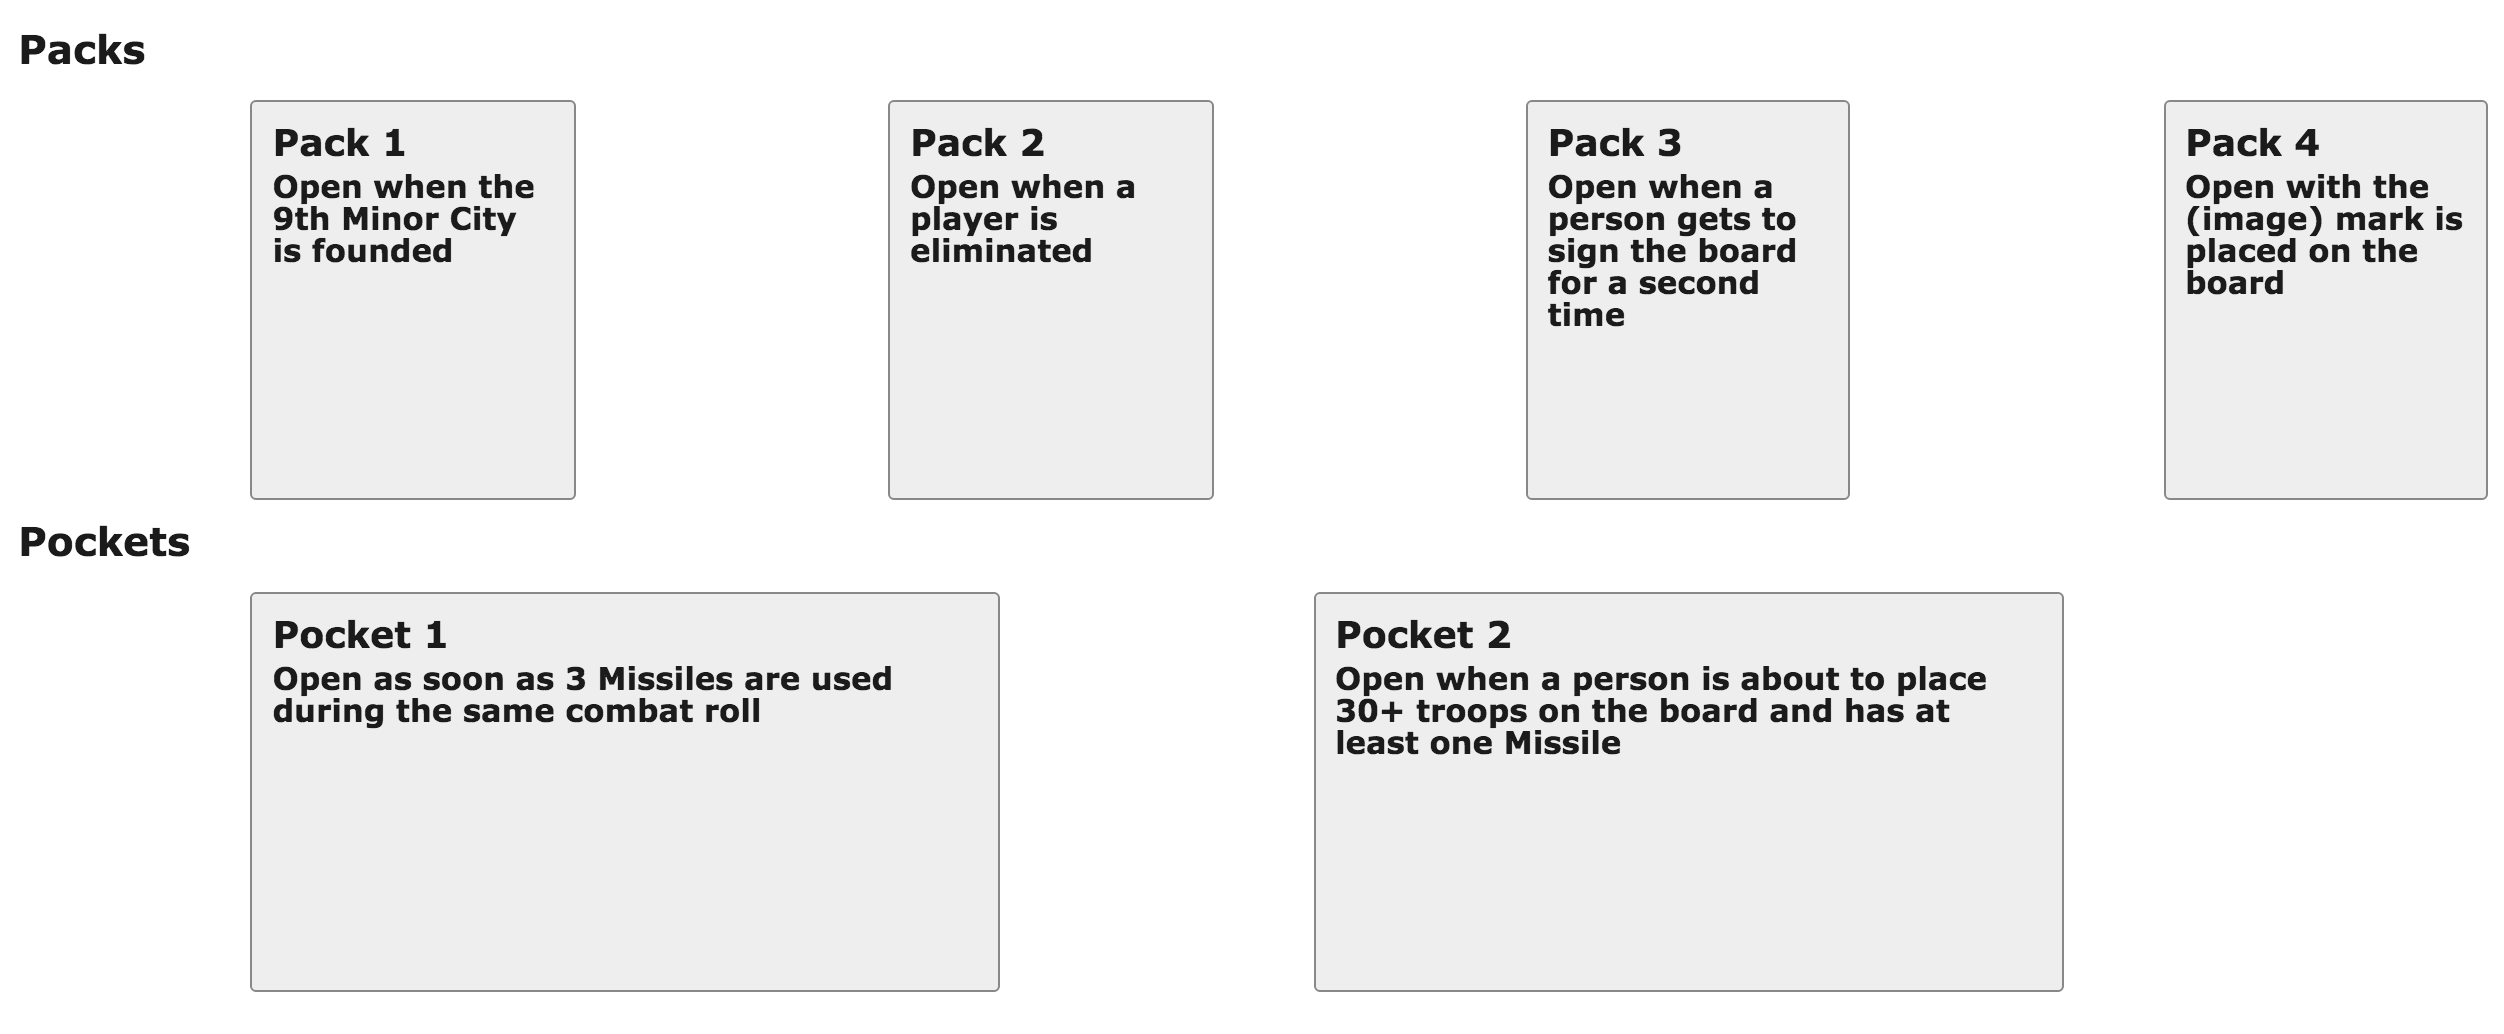 Packs
Pack 1
Open when the
9th Minor City
is founded
Pack 2
Open when a
player is
eliminated
Pack 3
Open when a
person gets to
sign the board
for a second
time
Pack 4
Open with the
(image) mark is
placed on the
board
Pockets
Pocket 1
Open as soon as 3 Missiles are used
during the same combat roll
Pocket 2
Open when a person is about to place
30+ troops on the board and has at
least one Missile